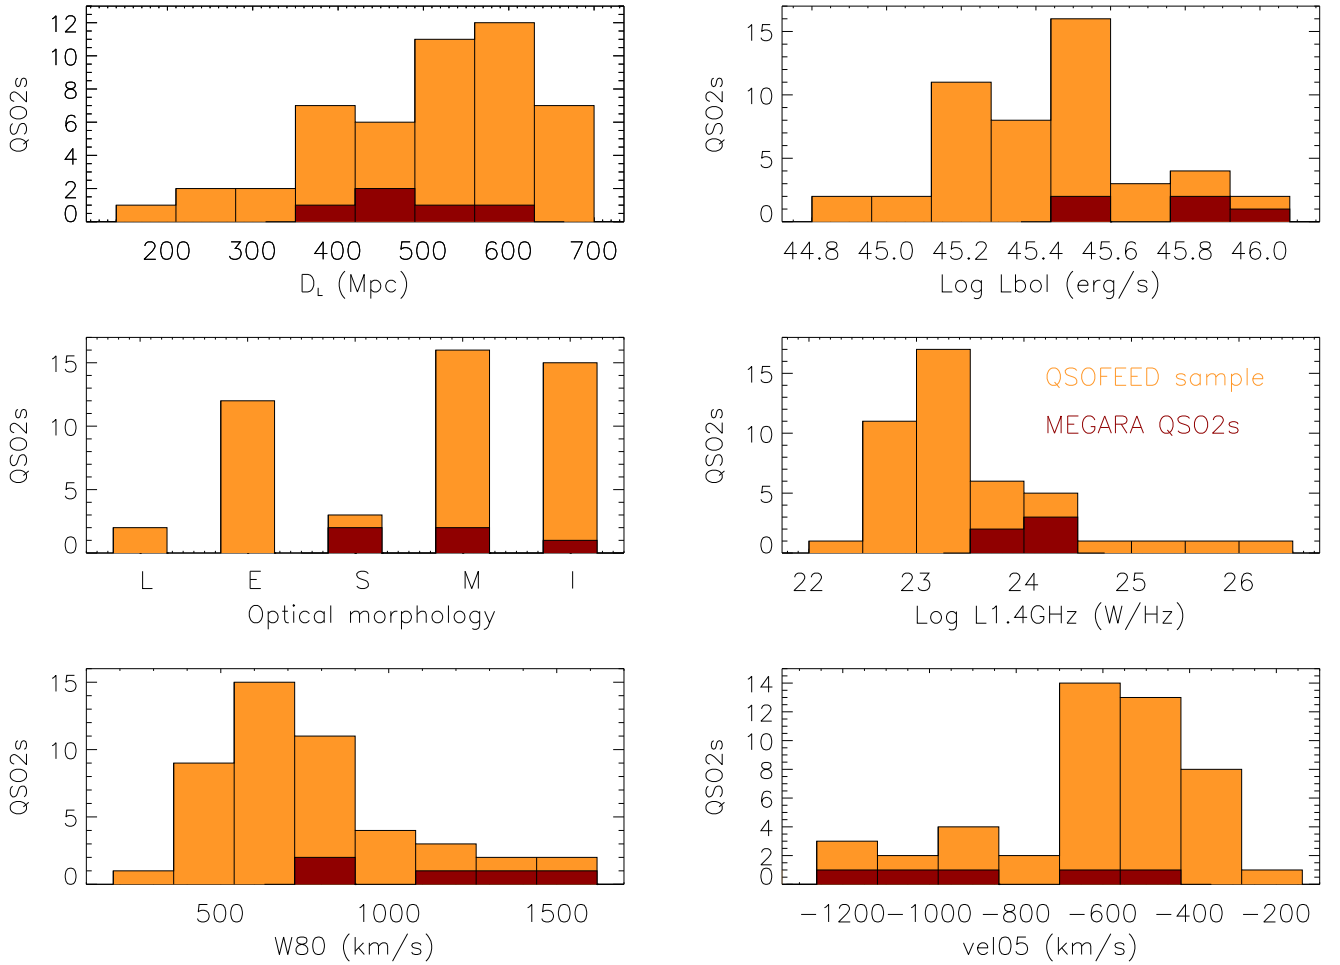 12
10
8
6
4
2
0
QSO2s
200 300 400 500 600 700
D_L (Mpc)
15
10
5
0
QSO2s
44.8 45.0 45.2 45.4 45.6 45.8 46.0
Log Lbol (erg/s)
15
10
5
0
QSO2s
L E S M I
Optical morphology
15
10
5
0
QSO2s
QSOFEED sample
MEGARA QSO2s
22 23 24 25 26
Log L1.4GHz (W/Hz)
15
10
5
0
QSO2s
500 1000 1500
W80 (km/s)
14
12
10
8
6
4
2
0
QSO2s
−1200 −1000 −800 −600 −400 −200
vel05 (km/s)